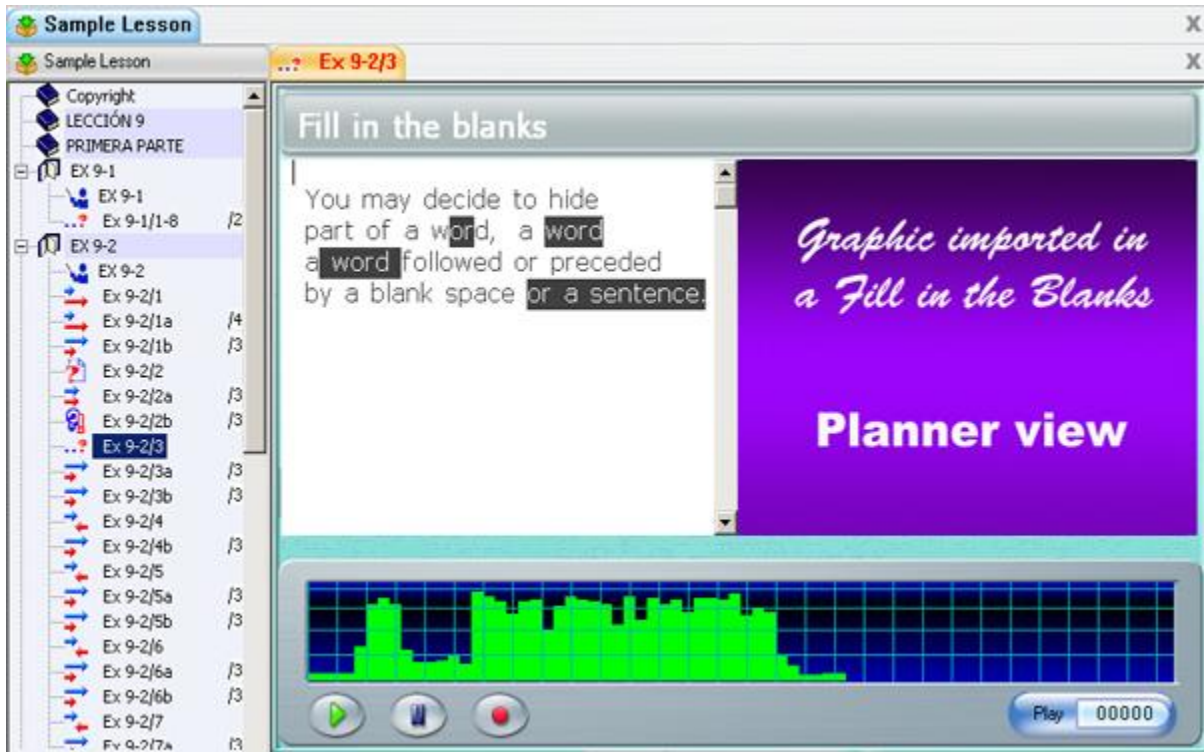 Sample Lesson
X
Sample Lesson
Ex 9-2/3
X
Copyright
LECCIÓN 9
PRIMERA PARTE
EX 9-1
EX 9-1
Ex 9-1/1-8 /2
EX 9-2
EX 9-2
Ex 9-2/1
Ex 9-2/1a /4
Ex 9-2/1b /3
Ex 9-2/2
Ex 9-2/2a /3
Ex 9-2/2b /3
Ex 9-2/3
Ex 9-2/3a /3
Ex 9-2/3b /3
Ex 9-2/4
Ex 9-2/4b /3
Ex 9-2/5
Ex 9-2/5a /3
Ex 9-2/5b /3
Ex 9-2/6
Ex 9-2/6a /3
Ex 9-2/6b /3
Ex 9-2/7
Ex 9-2/7a /3
Fill in the blanks
You may decide to hide
part of a word, a word
a word followed or preceded
by a blank space or a sentence.
Graphic imported in
a Fill in the Blanks
Planner view
Play 00000